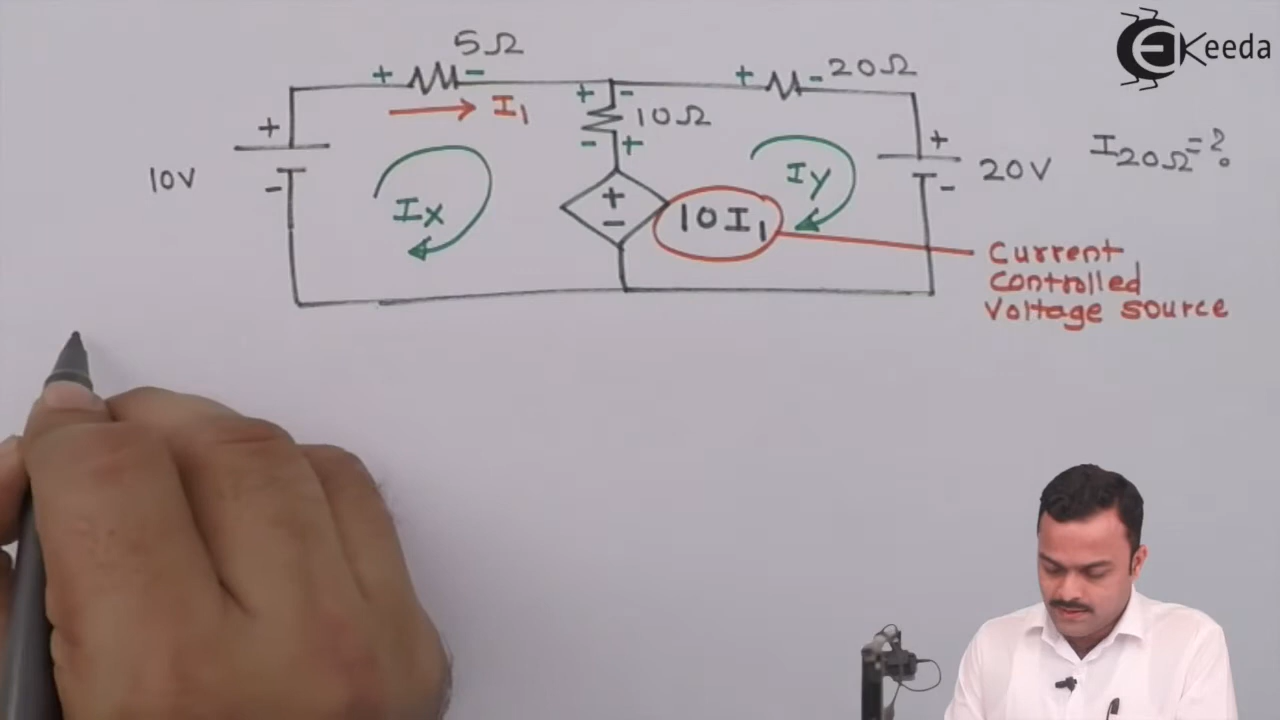 EKeeda
5Ω
+ - + - 20Ω
I1
+ - 10Ω
- +
+ +
10V
-
Ix
+
-
10I1
Iy
20V
-
I20Ω = ?
Current
Controlled
Voltage source